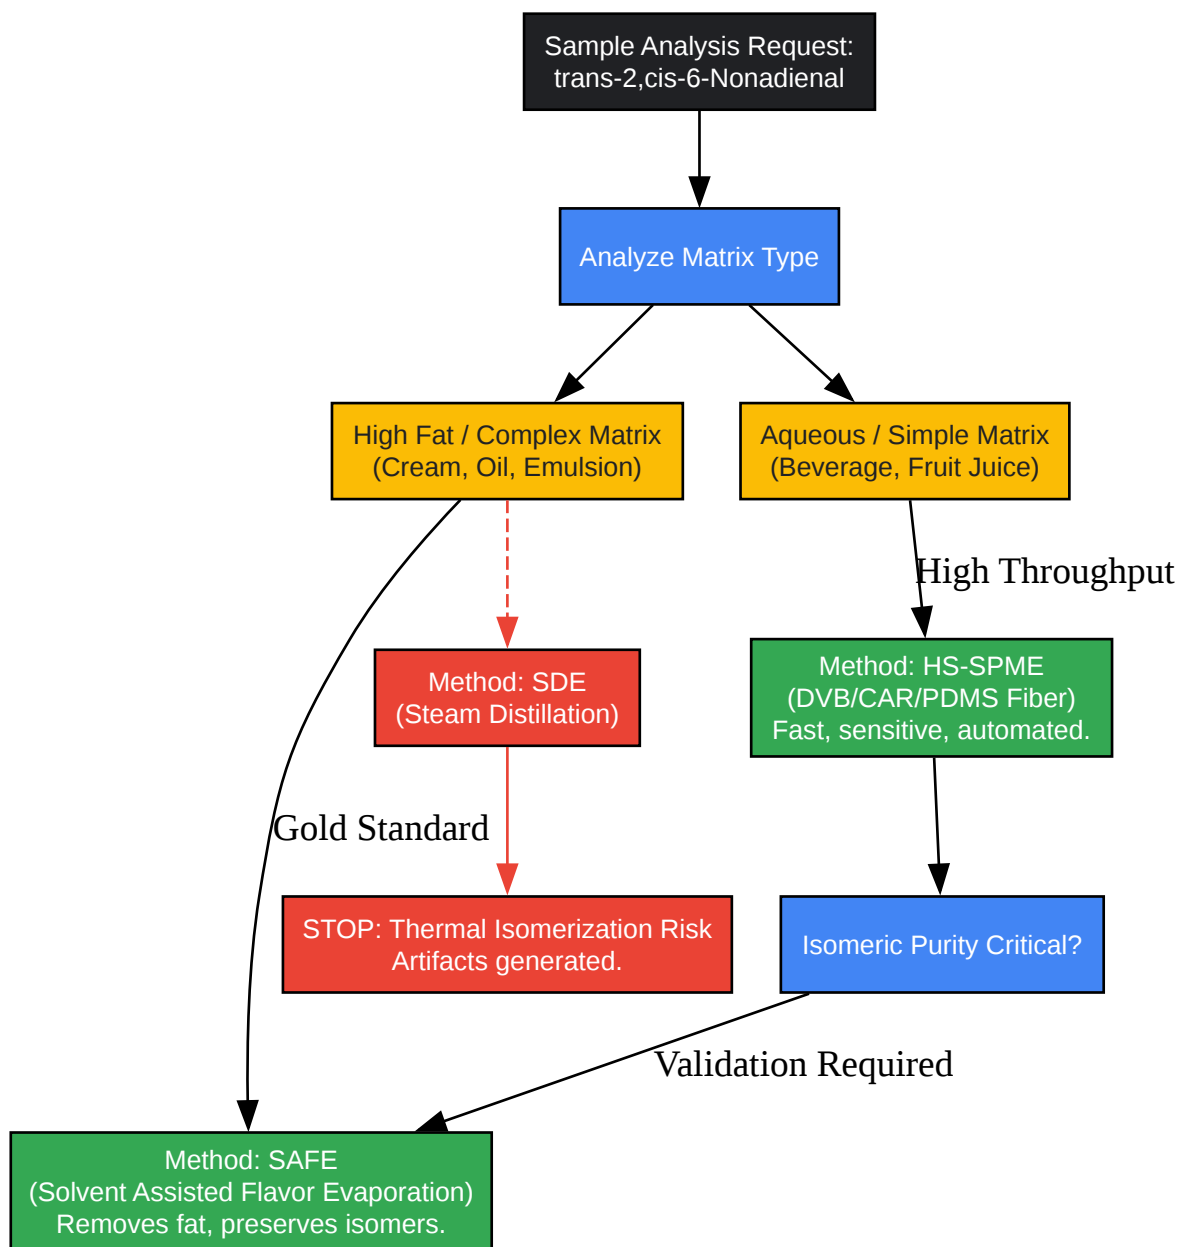 Sample Analysis Request:
trans-2,cis-6-Nonadienal
Analyze Matrix Type
High Fat / Complex Matrix
(Cream, Oil, Emulsion)
Aqueous / Simple Matrix
(Beverage, Fruit Juice)
High Throughput
Method: SDE
(Steam Distillation)
Method: HS-SPME
(DVB/CAR/PDMS Fiber)
Fast, sensitive, automated.
Gold Standard
STOP: Thermal Isomerization Risk
Artifacts generated.
Isomeric Purity Critical?
Validation Required
Method: SAFE
(Solvent Assisted Flavor Evaporation)
Removes fat, preserves isomers.